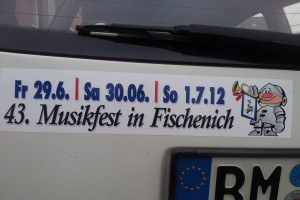 Fr 29.6. | Sa 30.06. | So 1.7.12
43. Musikfest in Fischenich
BM